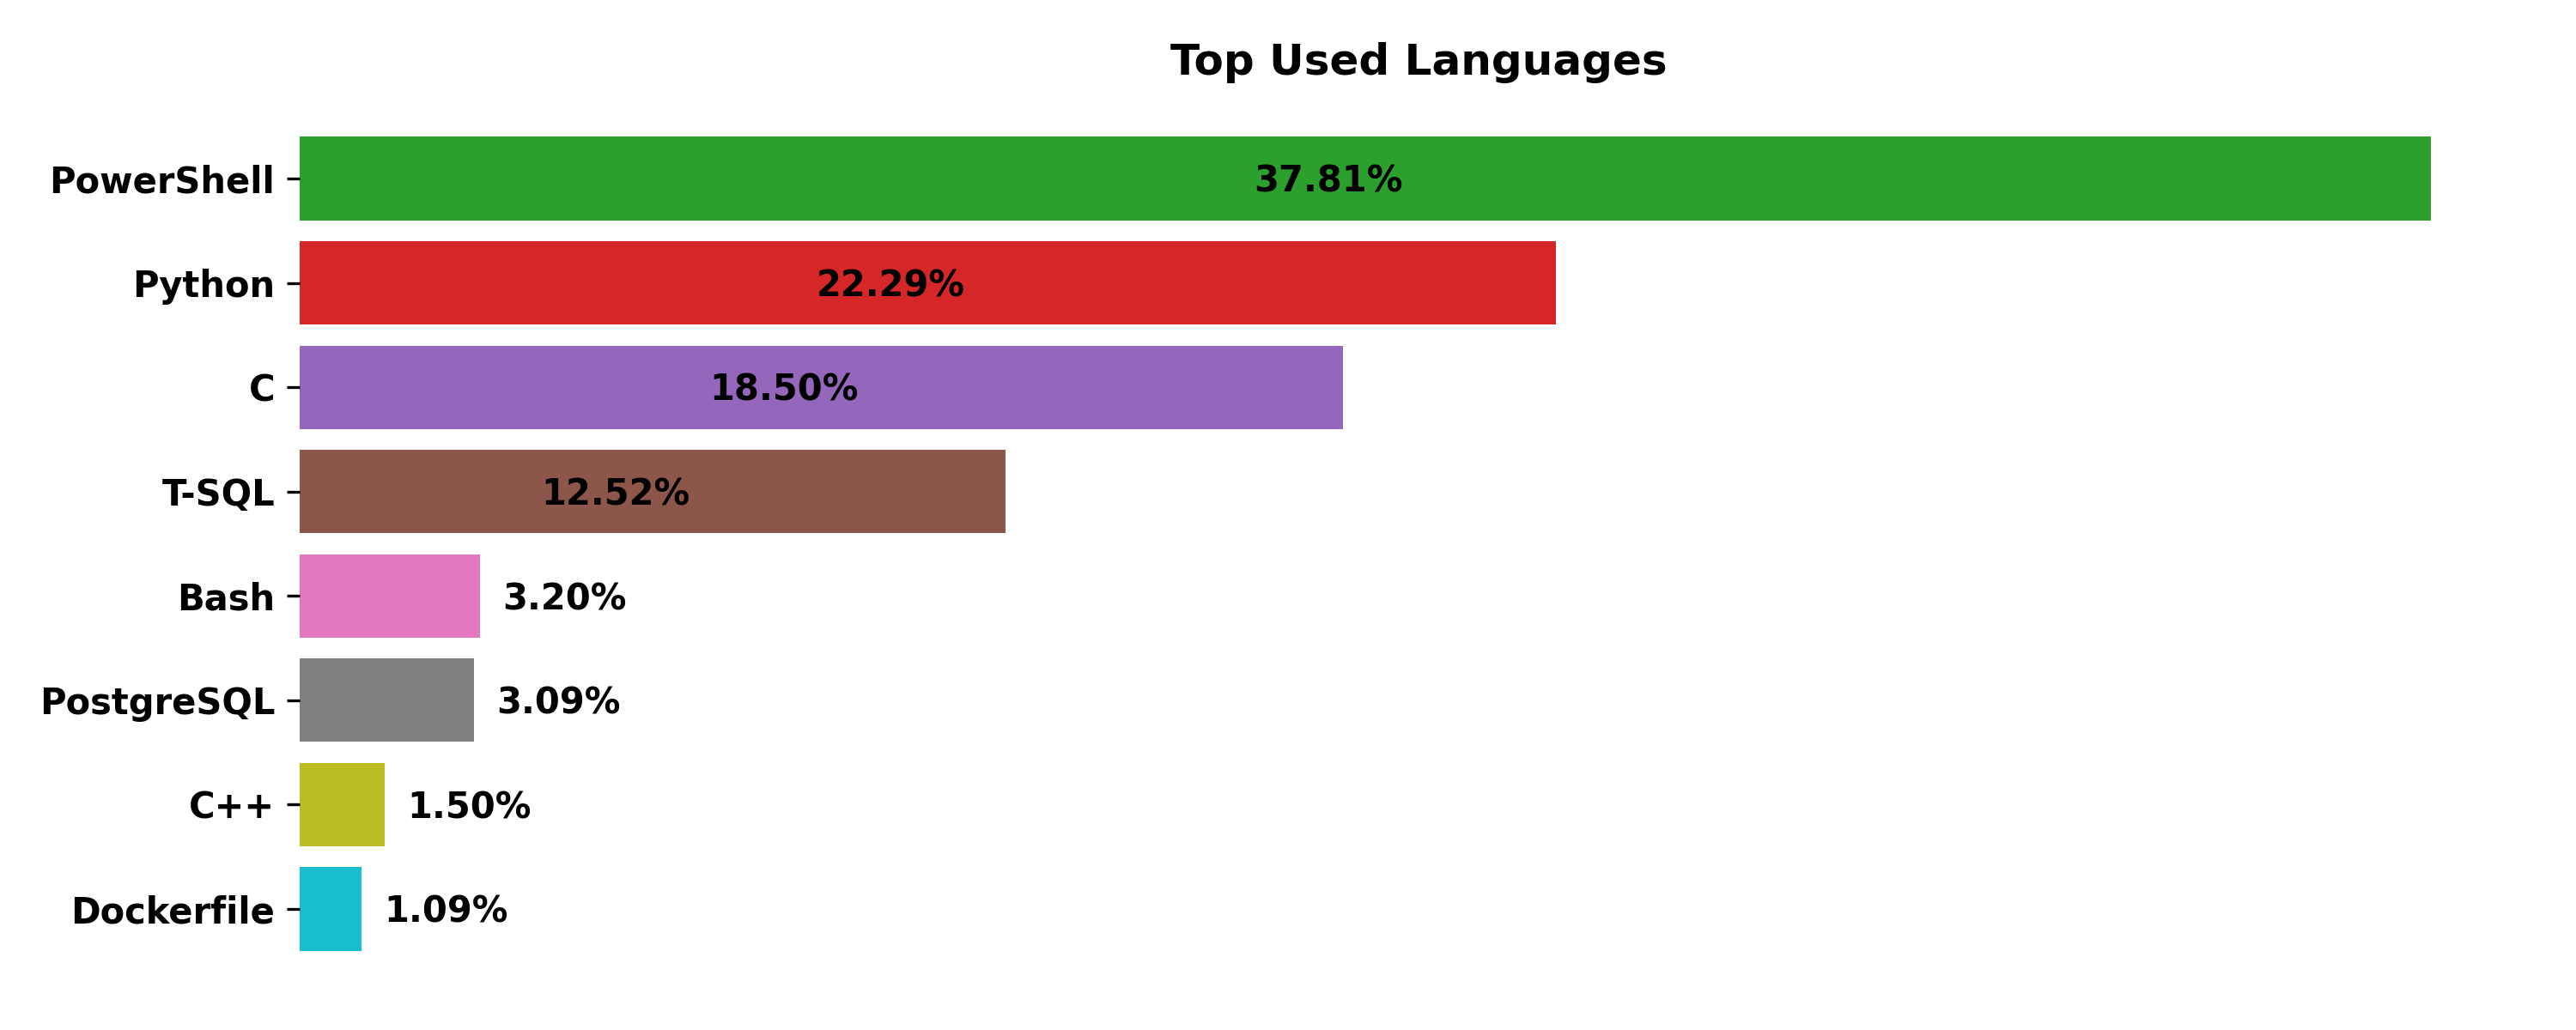 Top Used Languages
PowerShell 37.81%
Python 22.29%
C 18.50%
T-SQL 12.52%
Bash 3.20%
PostgreSQL 3.09%
C++ 1.50%
Dockerfile 1.09%